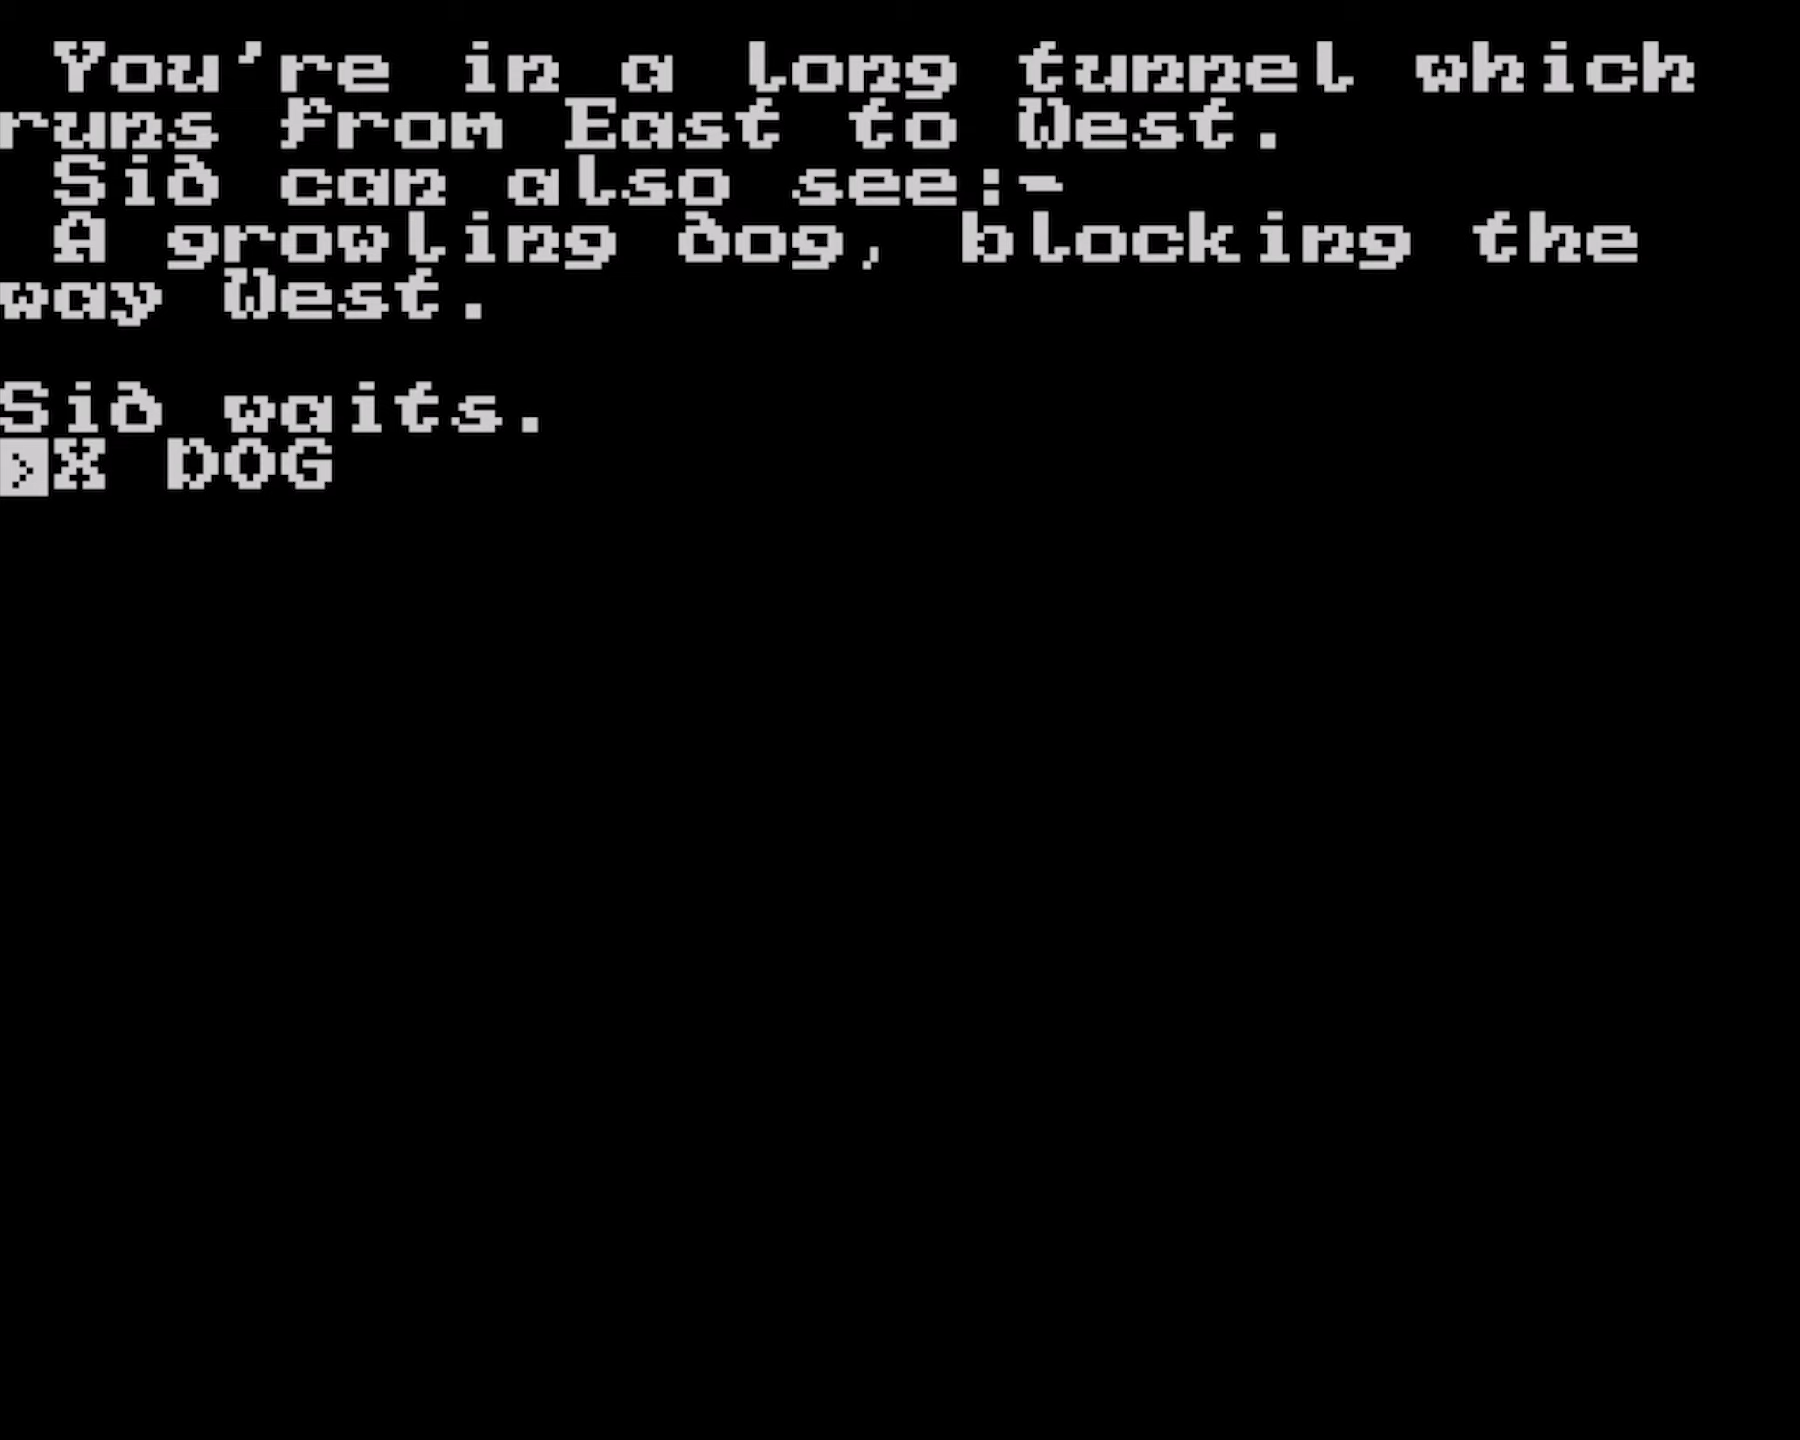 You're in a long tunnel which
runs from East to West.
Sid can also see:-
A growling dog, blocking the
way West.
Sid waits.
>X DOG